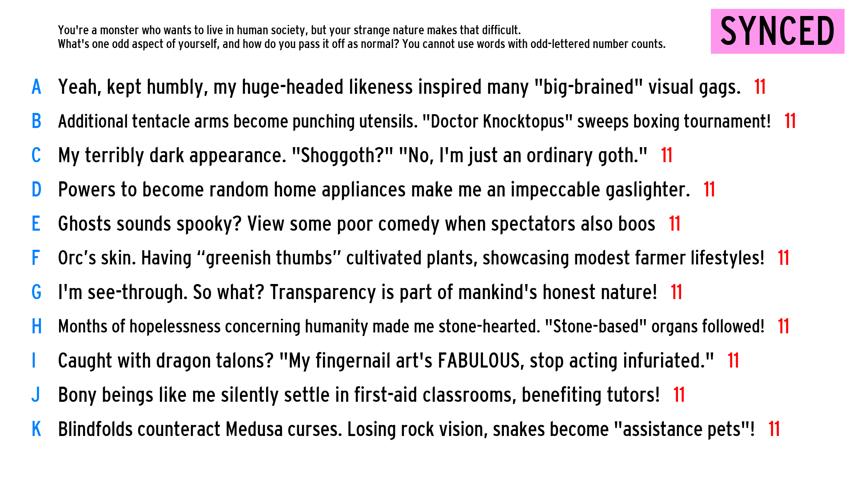 You're a monster who wants to live in human society, but your strange nature makes that difficult.
What's one odd aspect of yourself, and how do you pass it off as normal? You cannot use words with odd-lettered number counts.
SYNCED
A Yeah, kept humbly, my huge-headed likeness inspired many "big-brained" visual gags. 11
B Additional tentacle arms become punching utensils. "Doctor Knocktopus" sweeps boxing tournament! 11
C My terribly dark appearance. "Shoggoth?" "No, I'm just an ordinary goth." 11
D Powers to become random home appliances make me an impeccable gaslighter. 11
E Ghosts sounds spooky? View some poor comedy when spectators also boos 11
F Orc’s skin. Having “greenish thumbs” cultivated plants, showcasing modest farmer lifestyles! 11
G I'm see-through. So what? Transparency is part of mankind's honest nature! 11
H Months of hopelessness concerning humanity made me stone-hearted. "Stone-based" organs followed! 11
I Caught with dragon talons? "My fingernail art's FABULOUS, stop acting infuriated." 11
J Bony beings like me silently settle in first-aid classrooms, benefiting tutors! 11
K Blindfolds counteract Medusa curses. Losing rock vision, snakes become "assistance pets"! 11